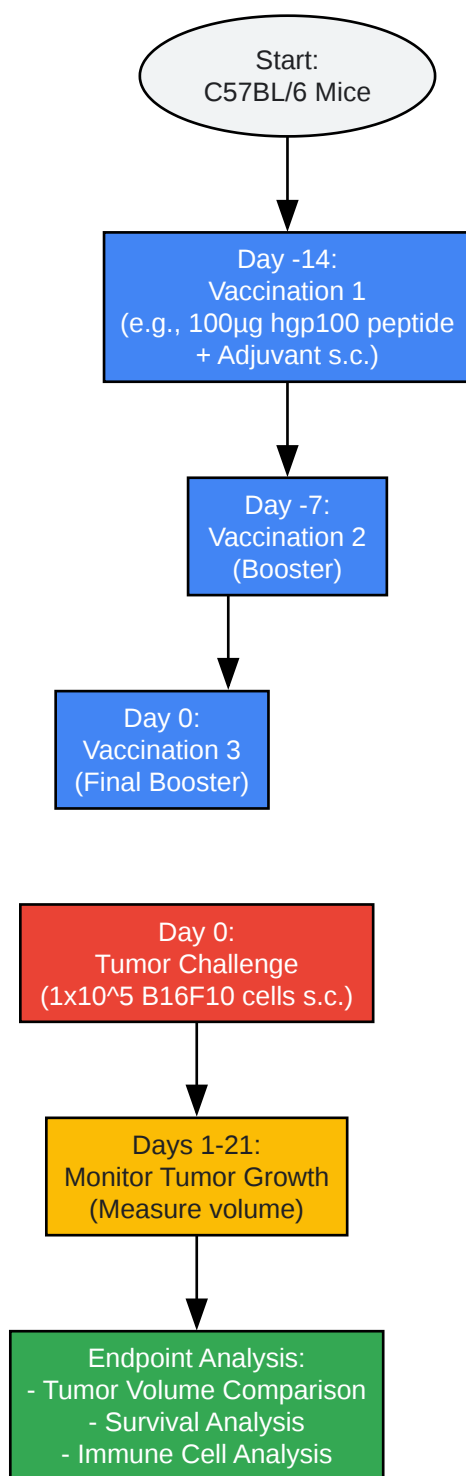 Start:
C57BL/6 Mice
Day -14:
Vaccination 1
(e.g., 100µg hgp100 peptide
+ Adjuvant s.c.)
Day -7:
Vaccination 2
(Booster)
Day 0:
Vaccination 3
(Final Booster)
Day 0:
Tumor Challenge
(1x10^5 B16F10 cells s.c.)
Days 1-21:
Monitor Tumor Growth
(Measure volume)
Endpoint Analysis:
- Tumor Volume Comparison
- Survival Analysis
- Immune Cell Analysis